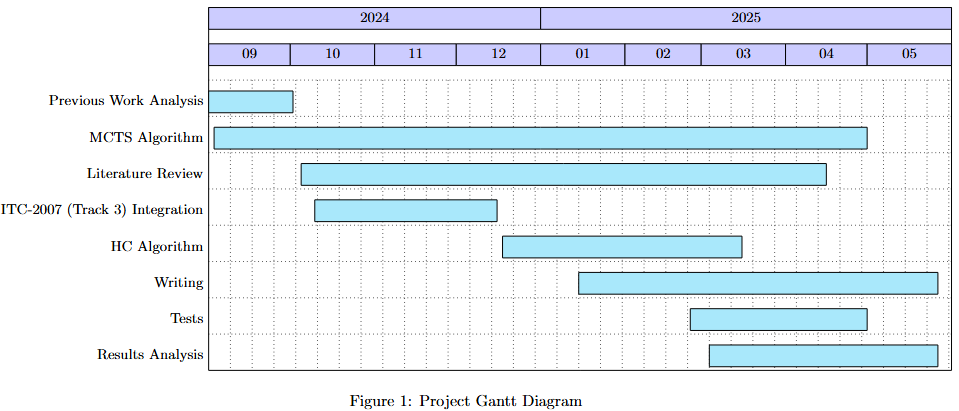 2024 2025
09 10 11 12 01 02 03 04 05
Previous Work Analysis
MCTS Algorithm
Literature Review
ITC-2007 (Track 3) Integration
HC Algorithm
Writing
Tests
Results Analysis
Figure 1: Project Gantt Diagram